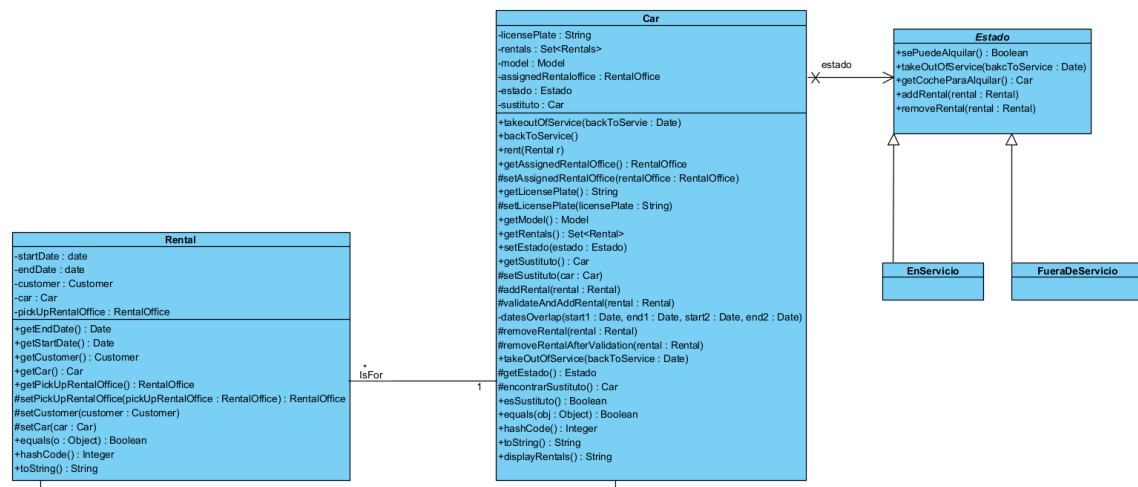 Car
-licensePlate : String
-rentals : Set<Rentals>
-model : Model
-assignedRentaloffice : RentalOffice
-estado : Estado
-sustituto : Car
+takeoutOfService(backToServie : Date)
+backToService()
+rent(Rental r)
+getAssignedRentalOffice() : RentalOffice
#setAssignedRentalOffice(rentalOffice : RentalOffice)
+getLicensePlate() : String
#setLicensePlate(licensePlate : String)
+getModel() : Model
+getRentals() : Set<Rental>
+setEstado(estado : Estado)
+getSustituto() : Car
#setSustituto(car : Car)
#addRental(rental : Rental)
#validateAndAddRental(rental : Rental)
-datesOverlap(start1 : Date, end1 : Date, start2 : Date, end2 : Date)
#removeRental(rental : Rental)
#removeRentalAfterValidation(rental : Rental)
+takeOutOfService(backToService : Date)
#getEstado() : Estado
#encontrarSustituto() : Car
+esSustituto() : Boolean
+equals(obj : Object) : Boolean
+hashCode() : Integer
+toString() : String
+displayRentals() : String
estado
Estado
+sePuedeAlquilar() : Boolean
+takeOutOfService(bakcToService : Date)
+getCocheParaAlquilar() : Car
+addRental(rental : Rental)
+removeRental(rental : Rental)
EnServicio
FueraDeServicio
Rental
-startDate : date
-endDate : date
-customer : Customer
-car : Car
-pickUpRentalOffice : RentalOffice
+getEndDate() : Date
+getStartDate() : Date
+getCustomer() : Customer
+getCar() : Car
+getPickUpRentalOffice() : RentalOffice
#setPickUpRentalOffice(pickUpRentalOffice : RentalOffice) : RentalOffice
#setCustomer(customer : Customer)
#setCar(car : Car)
+equals(o : Object) : Boolean
+hashCode() : Integer
+toString() : String
*
IsFor
1